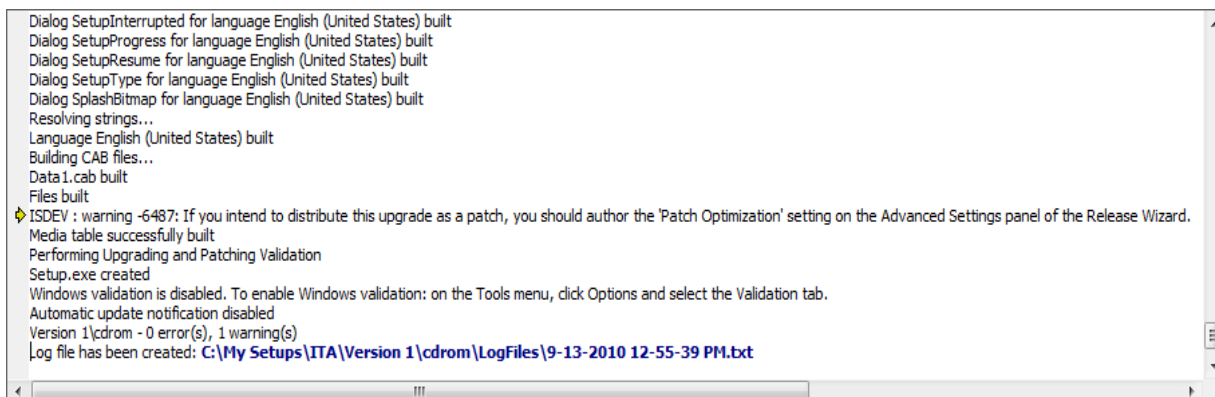 Dialog SetupInterrupted for language English (United States) built
Dialog SetupProgress for language English (United States) built
Dialog SetupResume for language English (United States) built
Dialog SetupType for language English (United States) built
Dialog SplashBitmap for language English (United States) built
Resolving strings...
Language English (United States) built
Building CAB files...
Data1.cab built
Files built
ISDEV : warning -6487: If you intend to distribute this upgrade as a patch, you should author the 'Patch Optimization' setting on the Advanced Settings panel of the Release Wizard.
Media table successfully built
Performing Upgrading and Patching Validation
Setup.exe created
Windows validation is disabled. To enable Windows validation: on the Tools menu, click Options and select the Validation tab.
Automatic update notification disabled
Version 1\cdrom - 0 error(s), 1 warning(s)
Log file has been created: C:\My Setups\ITA\Version 1\cdrom\LogFiles\9-13-2010 12-55-39 PM.txt